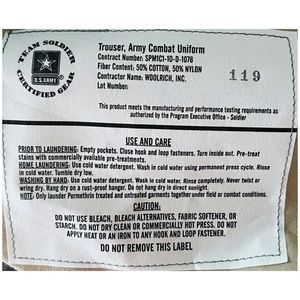 TEAM SOLDIER
U.S. ARMY
CERTIFIED GEAR
Trouser, Army Combat Uniform
Contract Number: SPM1C1-10-D-1076
Fiber Content: 50% COTTON, 50% NYLON
Contractor Name: WOOLRICH, INC.
Lot Number:
119
This product meets the manufacturing and performance testing requirements as
authorized by the Program Executive Office - Soldier
USE AND CARE
PRIOR TO LAUNDERING: Empty pockets. Close hook and loop fasteners. Turn inside out. Pre-treat
stains with commercially available pre-treatments.
HOME LAUNDERING: Use cold water detergent. Wash in cold water using permanent press cycle. Rinse
in cold water. Tumble dry low.
WASHING BY HAND: Use cold water detergent. Wash in cold water. Rinse completely. Never twist or
wring dry. Hang on a rust-proof hanger. Do not hang dry in direct sunlight.
NOTE: Only launder Permethrin treated and untreated garments together under field or combat conditions.
CAUTION:
DO NOT USE BLEACH, BLEACH ALTERNATIVES, FABRIC SOFTENER, OR
STARCH. DO NOT DRY CLEAN OR COMMERCIALLY HOT PRESS. DO NOT
APPLY HEAT OR AN IRON TO ANY HOOK AND LOOP FASTENER.
DO NOT REMOVE THIS LABEL